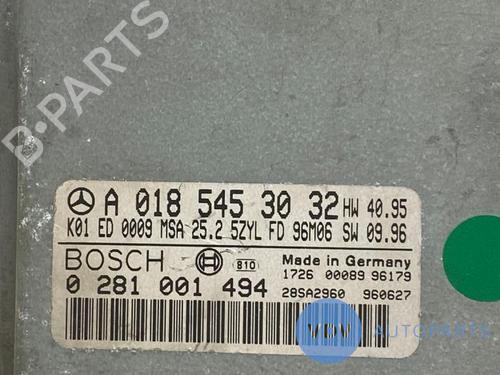 B-PARTS
A 018 545 30 32 HW 40.95
K01 ED 0009 MSA 25.2 5ZYL FD 96M06 SW 09.96
BOSCH 810 Made in Germany
1726 00089 96179
0 281 001 494 28SA2960 960627
VDV AUTOPARTS